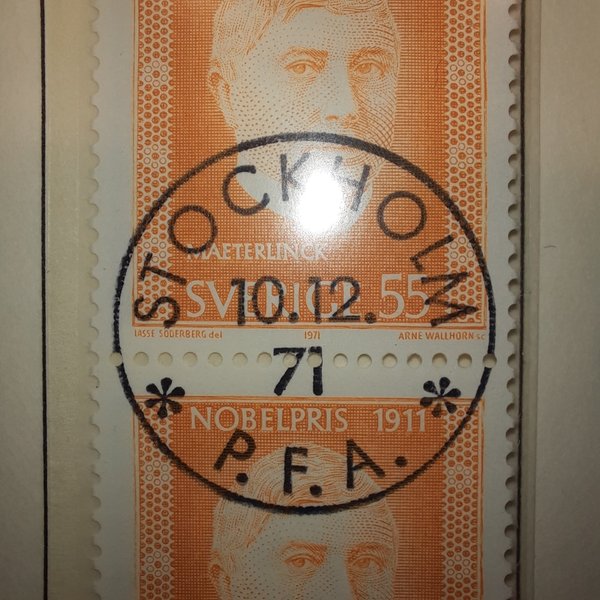 STOCKHOLM
MAETERLINCK
10.12.
SVERIGE 55
LASSE SÖDERBERG del 1971 ARNE WALLHORN sc
71
* *
NOBELPRIS 1911
P.F.A.